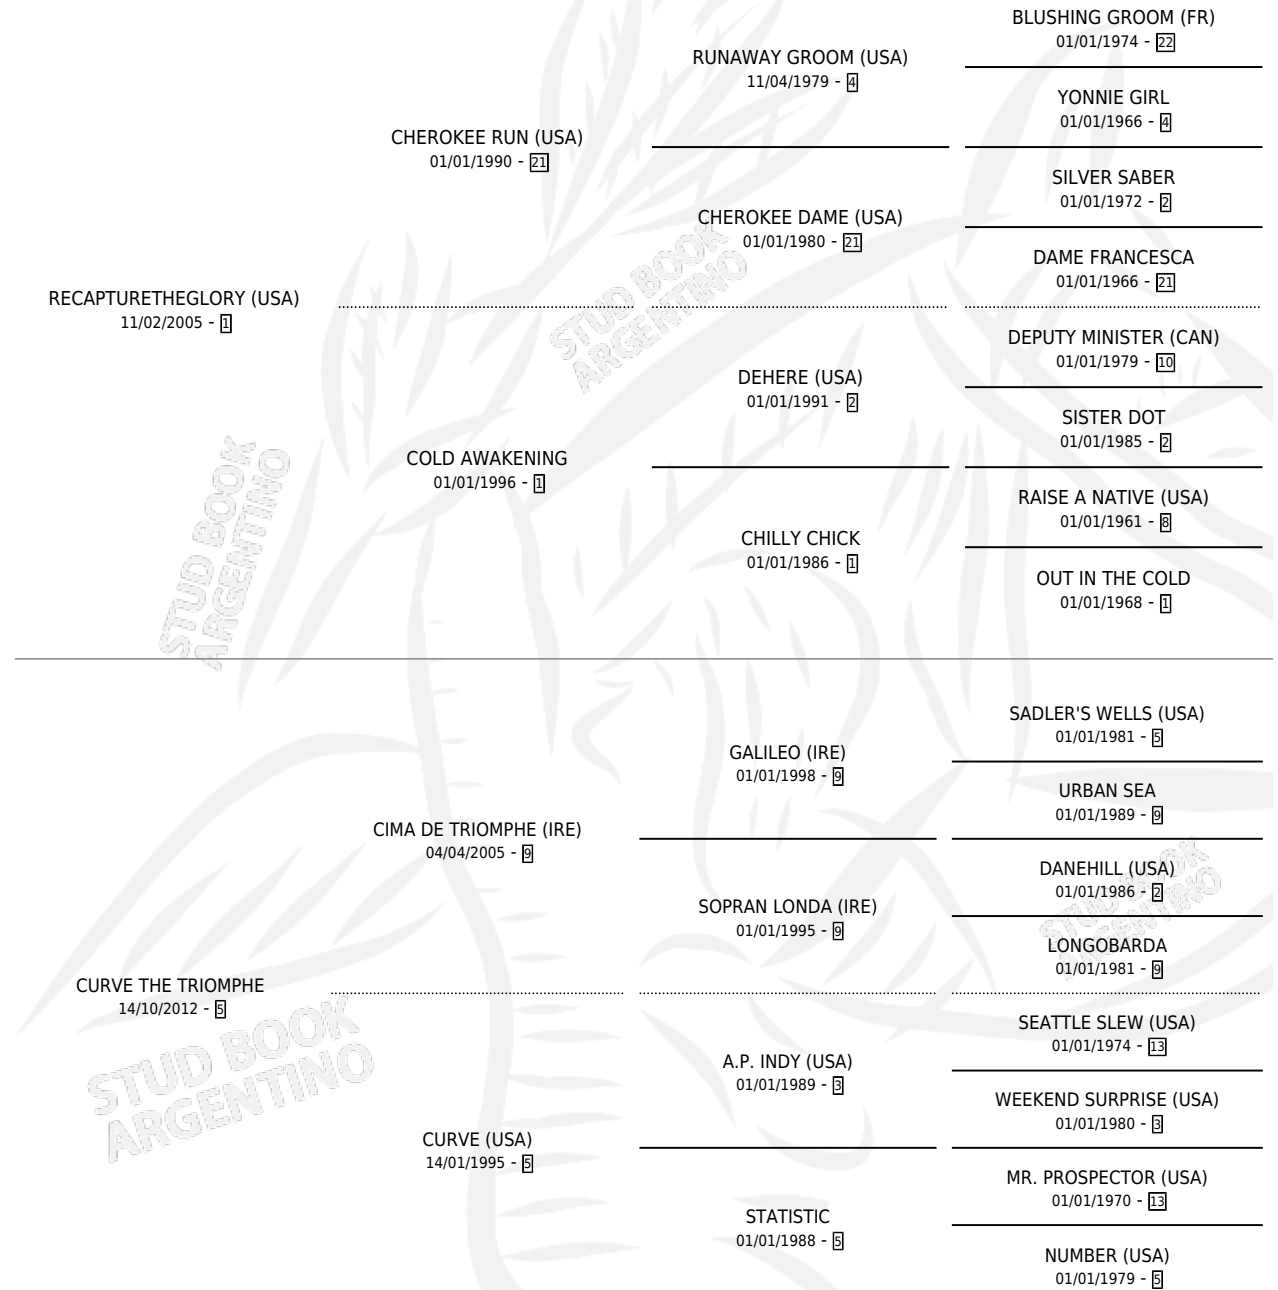 BLUSHING GROOM (FR)
01/01/1974 - 22
RUNAWAY GROOM (USA)
11/04/1979 - 4
YONNIE GIRL
01/01/1966 - 4
CHEROKEE RUN (USA)
01/01/1990 - 21
SILVER SABER
01/01/1972 - 2
CHEROKEE DAME (USA)
01/01/1980 - 21
DAME FRANCESCA
01/01/1966 - 21
RECAPTURETHEGLORY (USA)
11/02/2005 - 1
STUD BOOK
ARGENTINO
DEPUTY MINISTER (CAN)
01/01/1979 - 10
DEHERE (USA)
01/01/1991 - 2
SISTER DOT
01/01/1985 - 2
COLD AWAKENING
01/01/1996 - 1
RAISE A NATIVE (USA)
01/01/1961 - 8
CHILLY CHICK
01/01/1986 - 1
OUT IN THE COLD
01/01/1968 - 1
STUD BOOK
ARGENTINO
SADLER'S WELLS (USA)
01/01/1981 - 5
GALILEO (IRE)
01/01/1998 - 9
URBAN SEA
01/01/1989 - 9
CIMA DE TRIOMPHE (IRE)
04/04/2005 - 9
DANEHILL (USA)
01/01/1986 - 2
SOPRAN LONDA (IRE)
01/01/1995 - 9
LONGOBARDA
01/01/1981 - 9
STUD BOOK
ARGENTINO
CURVE THE TRIOMPHE
14/10/2012 - 5
SEATTLE SLEW (USA)
01/01/1974 - 13
A.P. INDY (USA)
01/01/1989 - 3
WEEKEND SURPRISE (USA)
01/01/1980 - 3
STUD BOOK
ARGENTINO
CURVE (USA)
14/01/1995 - 5
MR. PROSPECTOR (USA)
01/01/1970 - 13
STATISTIC
01/01/1988 - 5
NUMBER (USA)
01/01/1979 - 5